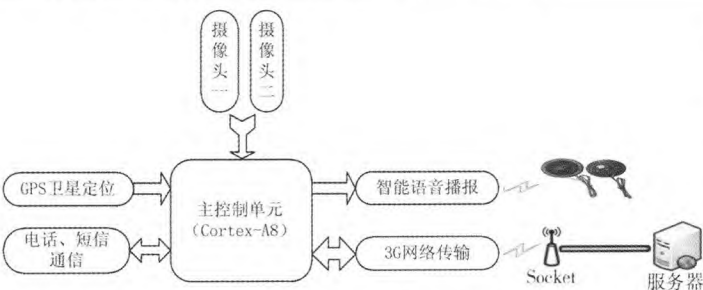 摄像头一
摄像头二
GPS卫星定位
主控制单元
(Cortex-A8)
智能语音播报
电话、短信
通信
3G网络传输
Socket
服务器